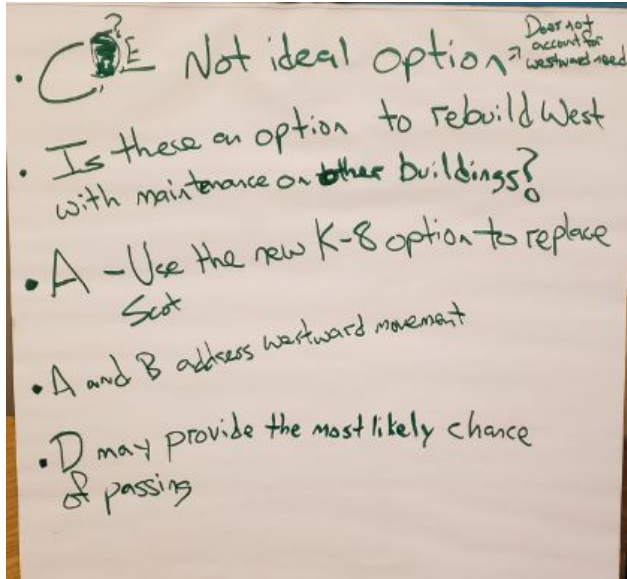 ?
• C, E Not ideal option → Does not
account for
westward need
• Is there an option to rebuild West
with maintenance on other buildings?
• A - Use the new K-8 option to replace
Scot
• A and B address westward movement
• D may provide the most likely chance
of passing